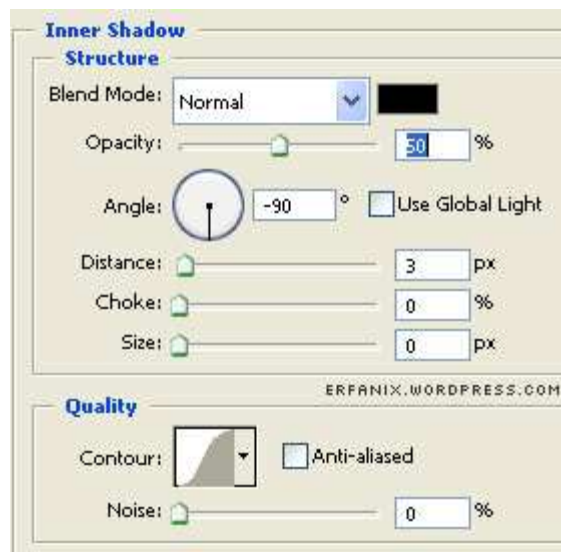 Inner Shadow
Structure
Blend Mode: Normal
Opacity: 50 %
Angle: -90 ° Use Global Light
Distance: 3 px
Choke: 0 %
Size: 0 px
ERFANIX.WORDPRESS.COM
Quality
Contour: Anti-aliased
Noise: 0 %